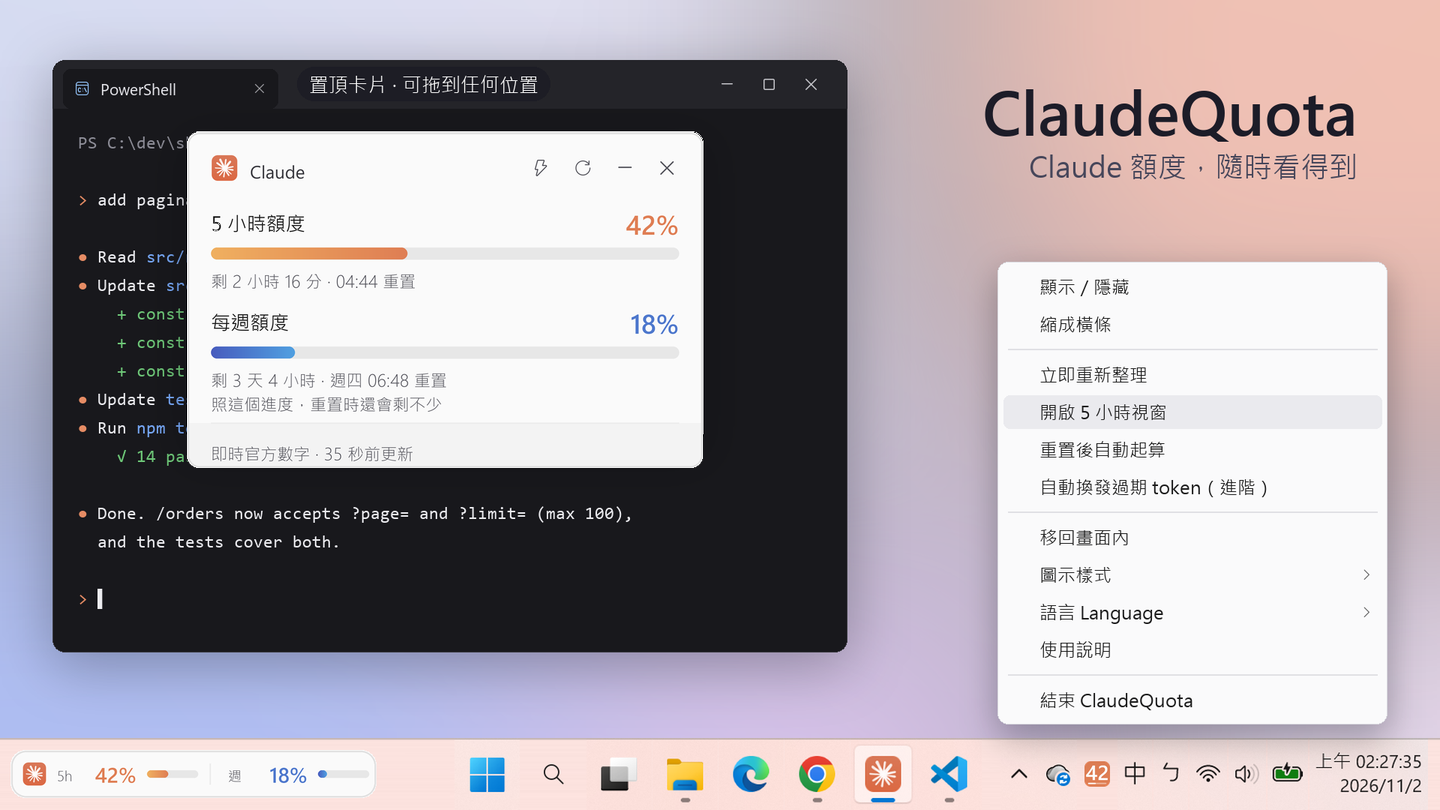 PowerShell
置頂卡片 · 可拖到任何位置
PS C:\dev\s
> add pagin
● Read src/
● Update sr
+ const
+ const
+ const
● Update te
● Run npm t
√ 14 pa
● Done. /orders now accepts ?page= and ?limit= (max 100),
and the tests cover both.
>
Claude
5 小時額度
42%
剩 2 小時 16 分 · 04:44 重置
每週額度
18%
剩 3 天 4 小時 · 週四 06:48 重置
照這個進度，重置時還會剩不少
即時官方數字 · 35 秒前更新
ClaudeQuota
Claude 額度，隨時看得到
顯示 / 隱藏
縮成橫條
立即重新整理
開啟 5 小時視窗
重置後自動起算
自動換發過期 token（進階）
移回畫面內
圖示樣式
語言 Language
使用說明
結束 ClaudeQuota
5h 42% 週 18%
42 中 ㄅ
上午 02:27:35
2026/11/2